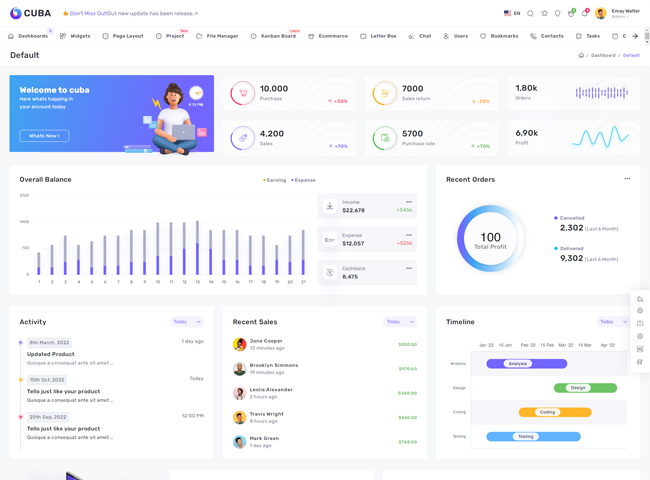 CUBA
Don't Miss Out! Out new update has been release.
EN
2
4
Emay Walter
Admin
Dashboards
Widgets
Page Layout
Project
New
File Manager
Kanban Board
Latest
Ecommerce
Letter Box
Chat
Users
Bookmarks
Contacts
Tasks
C
Default
/ Dashboard / Default
Welcome to cuba
Here whats happing in
your account today
Whats New !
4:15 PM
10,000
Purchase
+50%
7000
Sales return
-20%
1.80k
Orders
4,200
Sales
+70%
5700
Purchase rate
+70%
6.90k
Profit
Overall Balance
Earning
Expense
2100
1400
700
0
1 2 3 4 5 6 7 8 9 10 11 12 13 14 15 16 17 18 19 20 21
Income
$22,678
+$456
Expense
$12,057
+$256
Cashback
8,475
Recent Orders
100
Total Profit
Cancelled
2,302 (Last 6 Month)
Delivered
9,302 (Last 6 Month)
Activity
Today
8th March, 2022
1 day ago
Updated Product
Quisque a consequat ante sit amet ...
15th Oct, 2022
Today
Tello just like your product
Quisque a consequat ante sit amet ...
20th Sep, 2022
12:00 PM
Tello just like your product
Quisque a consequat ante sit amet ...
Recent Sales
Today
Jane Cooper
10 minutes ago
$200.00
Brooklyn Simmons
19 minutes ago
$970.00
Leslie Alexander
2 hours ago
$300.00
Travis Wright
8 hours ago
$450.00
Mark Green
1 day ago
$768.00
Timeline
Today
Jan '22 15 Jan Feb '22 15 Feb Mar '22 15 Mar Apr '22
Analysis
Analysis
Design
Design
Coding
Coding
Testing
Testing